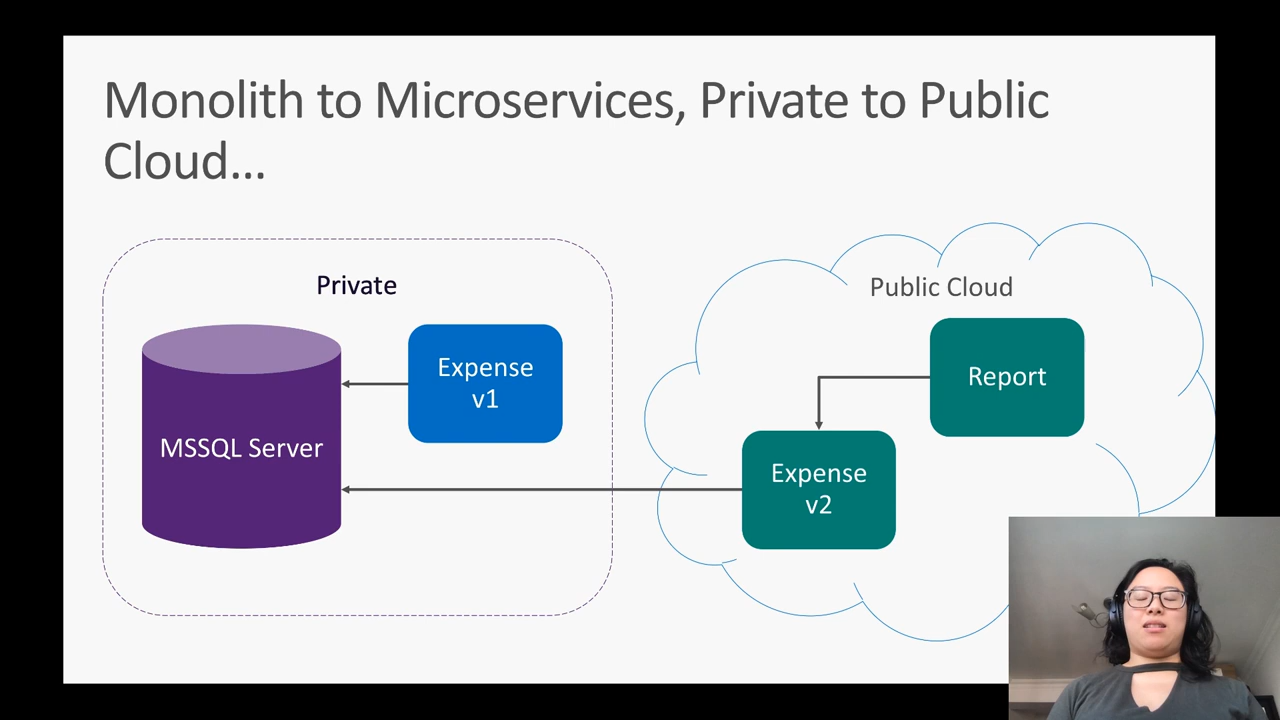 Monolith to Microservices, Private to Public
Cloud...
Private
Public Cloud
MSSQL Server
Expense
v1
Report
Expense
v2